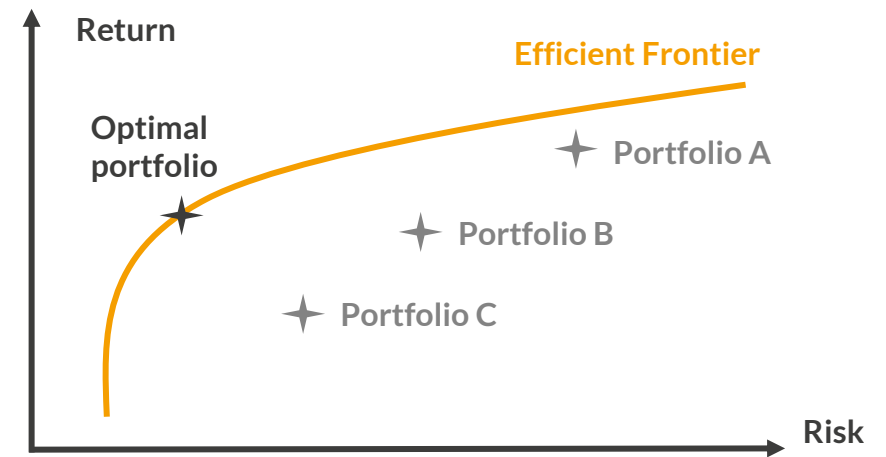 Return
Efficient Frontier
Optimal
portfolio
Portfolio A
Portfolio B
Portfolio C
Risk